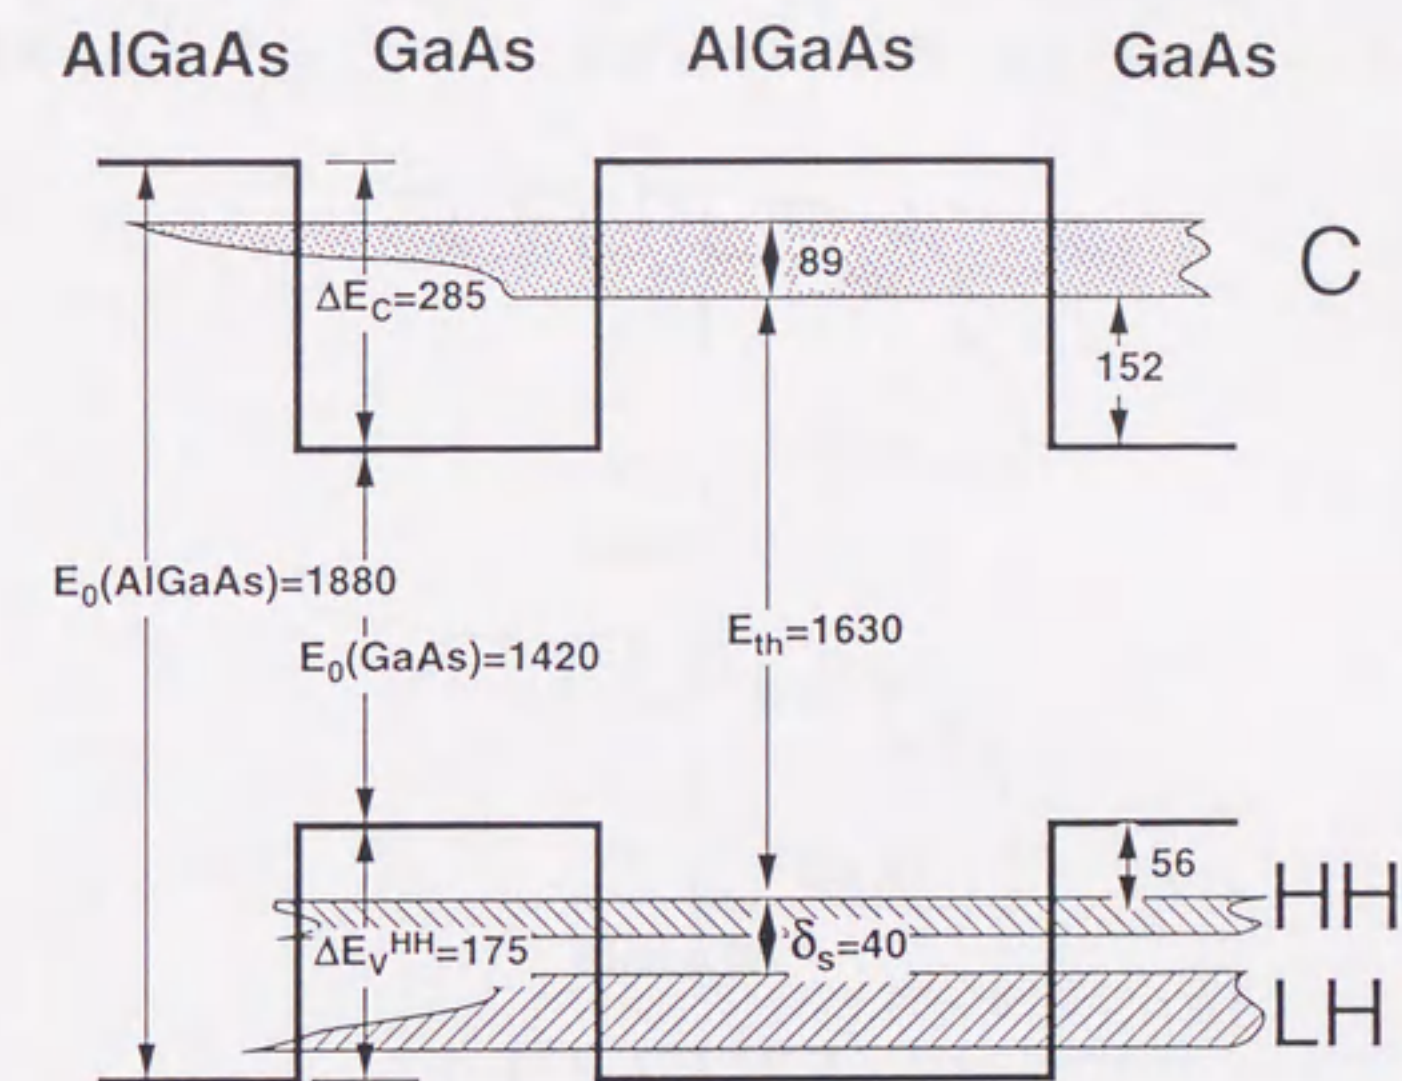 AlGaAs GaAs AlGaAs GaAs
C
89
ΔE_C=285
152
E_0(AlGaAs)=1880
E_th=1630
E_0(GaAs)=1420
56
HH
ΔE_V^HH=175
δ_s=40
LH